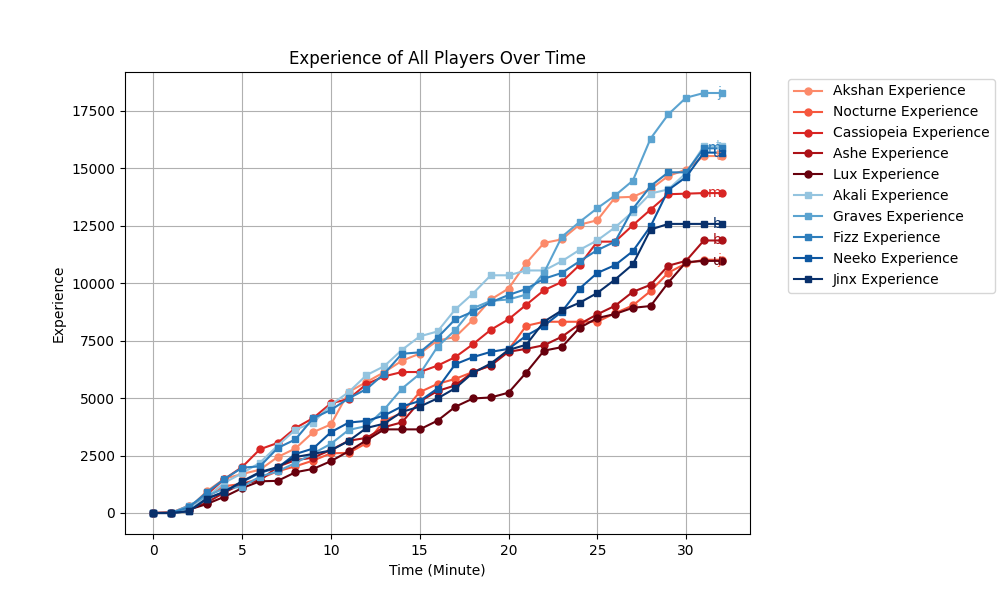 Experience of All Players Over Time
Experience
17500
15000
12500
10000
7500
5000
2500
0
0 5 10 15 20 25 30
Time (Minute)
j
m
b
Akshan Experience
Nocturne Experience
Cassiopeia Experience
Ashe Experience
Lux Experience
Akali Experience
Graves Experience
Fizz Experience
Neeko Experience
Jinx Experience